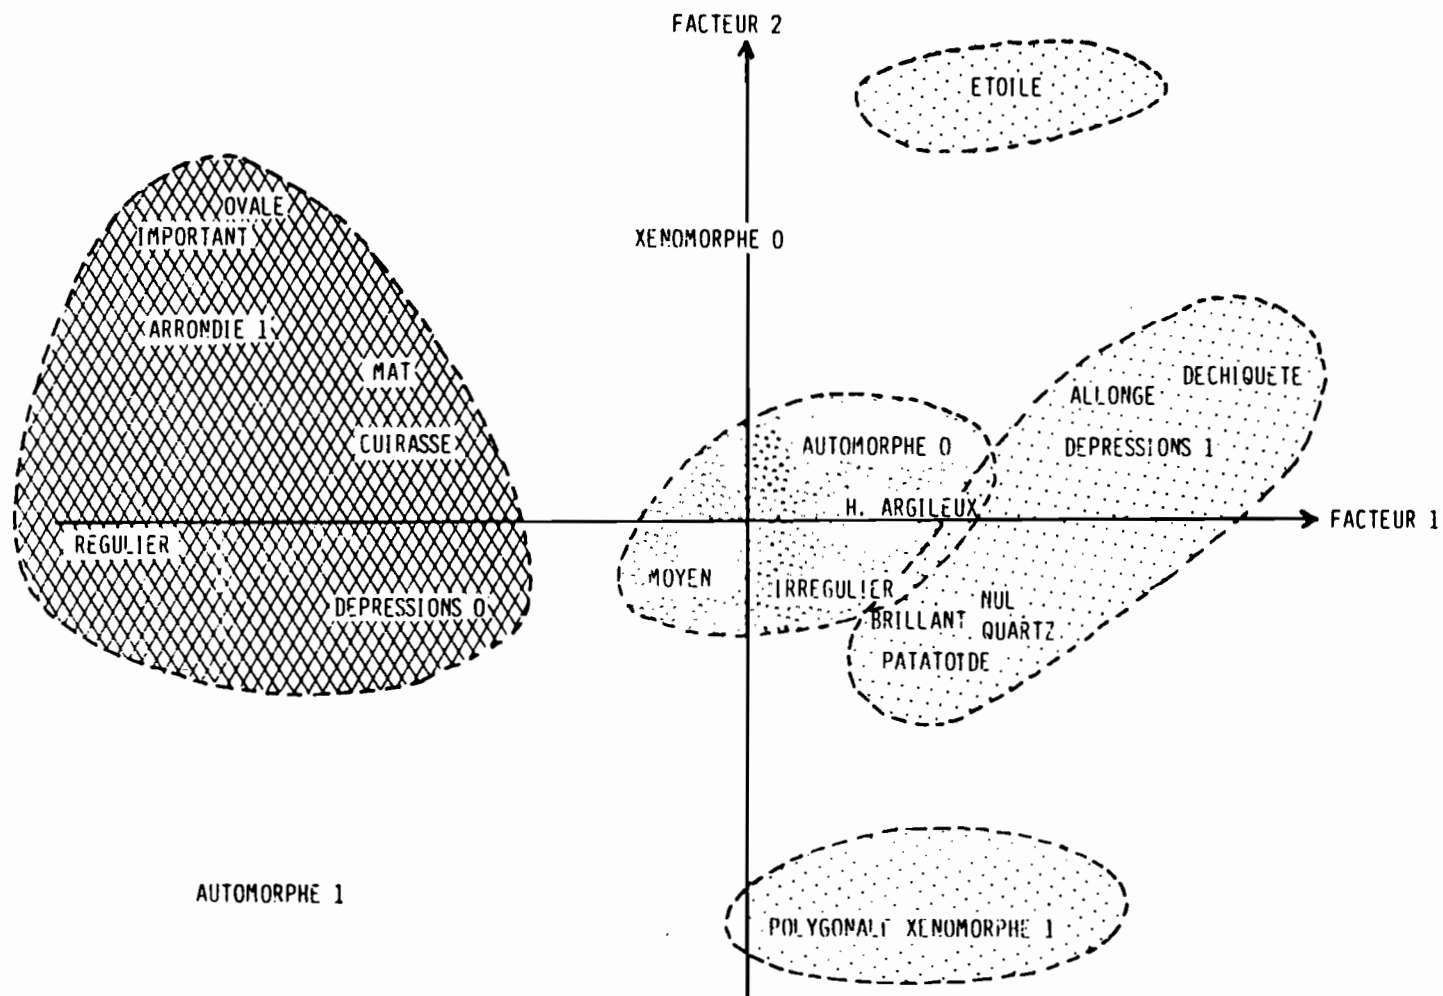 FACTEUR 2
ETOILE
OVALE
IMPORTANT
XENOMORPHE 0
ARRONDIE 1
MAT
DECHIQUETE
ALLONGE
CUIRASSE
AUTOMORPHE 0
DEPRESSIONS 1
H. ARGILEUX
FACTEUR 1
REGULIER
MOYEN
IRREGULIER
DEPRESSIONS 0
NUL
BRILLANT
QUARTZ
PATATOIDE
AUTOMORPHE 1
POLYGONALE XENOMORPHE 1